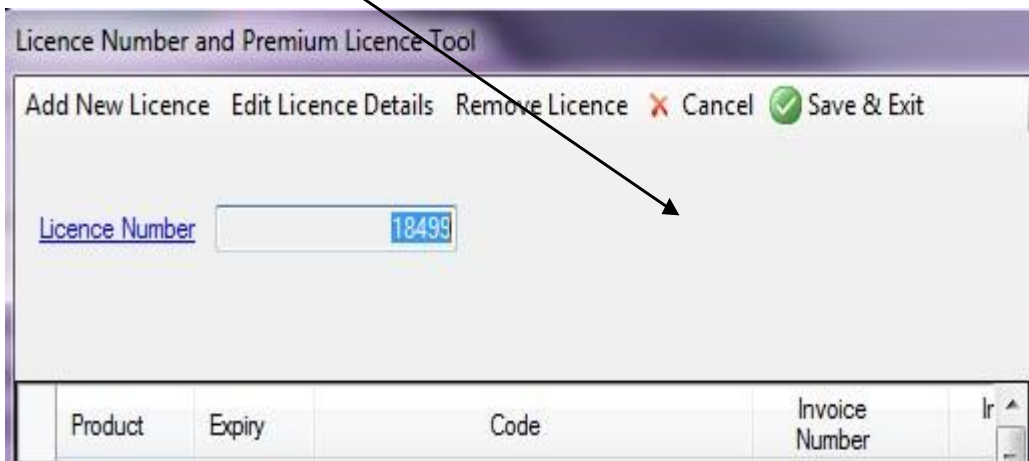 Licence Number and Premium Licence Tool
Add New Licence Edit Licence Details Remove Licence Cancel Save & Exit
Licence Number 18499
Product Expiry Code Invoice Number